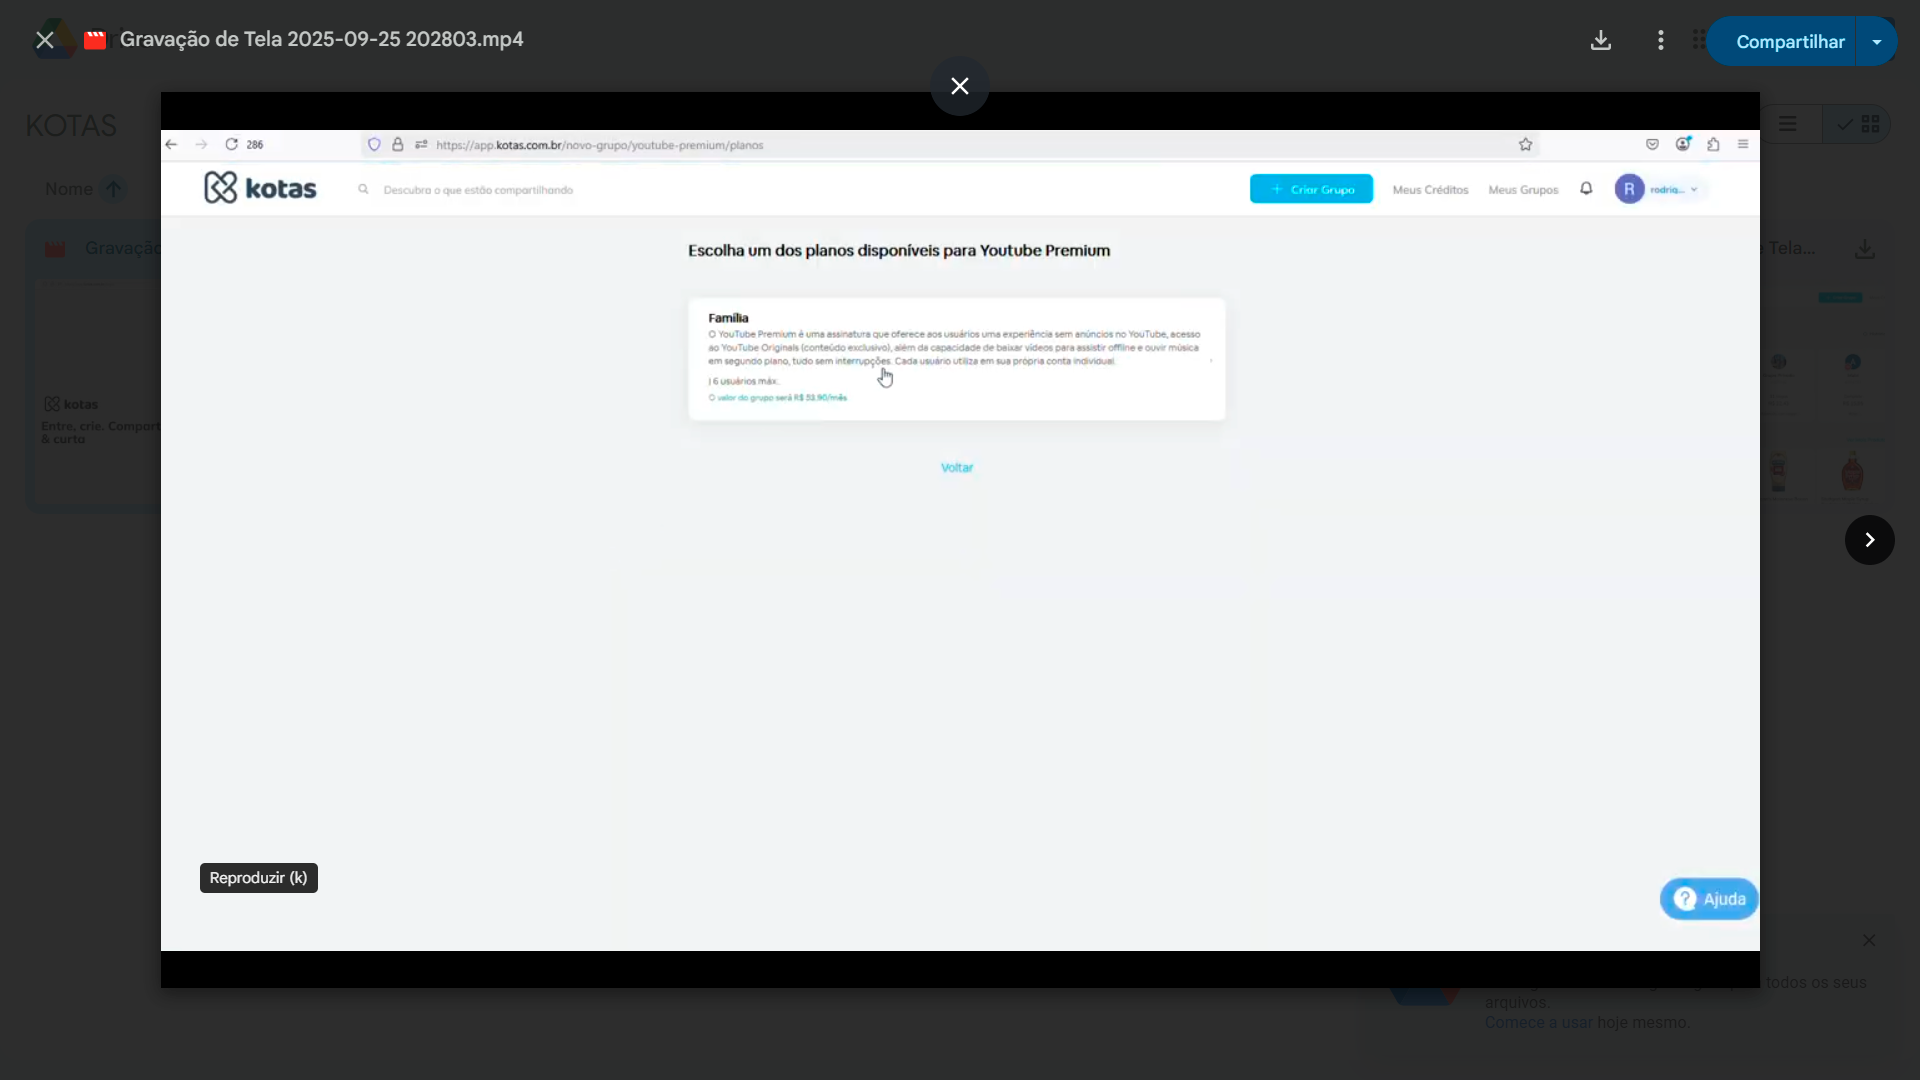 Gravação de Tela 2025-09-25 202803.mp4
Compartilhar
KOTAS
Nome
Gravação
Tela...
kotas
Entre, crie. Compart
& curta
286
https://app.kotas.com.br/novo-grupo/youtube-premium/planos
kotas
Descubra o que estão compartilhando
+ Criar Grupo
Meus Créditos
Meus Grupos
R
rodrig...
Escolha um dos planos disponíveis para Youtube Premium
Família
O YouTube Premium é uma assinatura que oferece aos usuários uma experiência sem anúncios no YouTube, acesso
ao YouTube Originals (conteúdo exclusivo), além da capacidade de baixar vídeos para assistir offline e ouvir música
em segundo plano, tudo sem interrupções. Cada usuário utiliza em sua própria conta individual.
| 6 usuários máx.
O valor do grupo será R$ 53,90/mês
Voltar
Reproduzir (k)
? Ajuda
todos os seus
arquivos.
Comece a usar hoje mesmo.